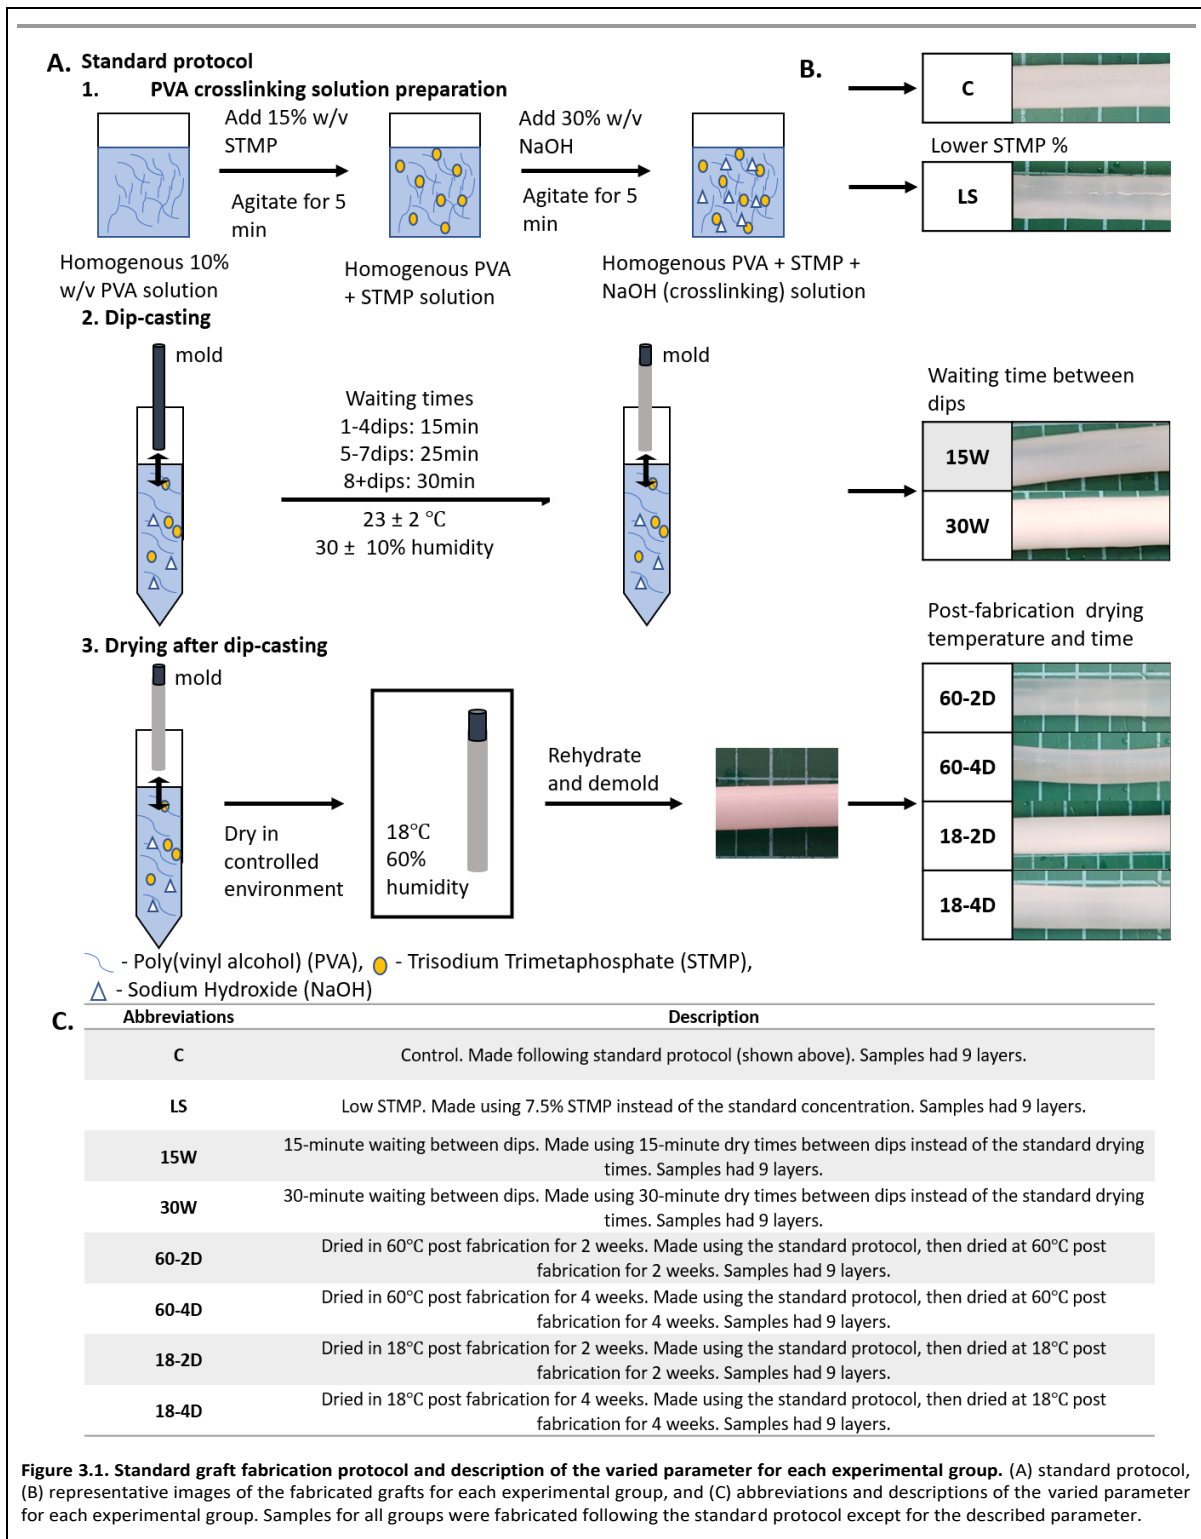 A. Standard protocol
1. PVA crosslinking solution preparation
Add 15% w/v
STMP
Agitate for 5
min
Add 30% w/v
NaOH
Agitate for 5
min
Homogenous 10%
w/v PVA solution
Homogenous PVA
+ STMP solution
Homogenous PVA + STMP +
NaOH (crosslinking) solution
2. Dip-casting
mold
Waiting times
1-4dips: 15min
5-7dips: 25min
8+dips: 30min
23 ± 2 °C
30 ± 10% humidity
mold
3. Drying after dip-casting
mold
Dry in
controlled
environment
18°C
60%
humidity
Rehydrate
and demold
- Poly(vinyl alcohol) (PVA), - Trisodium Trimetaphosphate (STMP),
- Sodium Hydroxide (NaOH)
B.
C
Lower STMP %
LS
Waiting time between
dips
15W
30W
Post-fabrication drying
temperature and time
60-2D
60-4D
18-2D
18-4D
C. Abbreviations Description
C Control. Made following standard protocol (shown above). Samples had 9 layers.
LS Low STMP. Made using 7.5% STMP instead of the standard concentration. Samples had 9 layers.
15W 15-minute waiting between dips. Made using 15-minute dry times between dips instead of the standard drying
times. Samples had 9 layers.
30W 30-minute waiting between dips. Made using 30-minute dry times between dips instead of the standard drying
times. Samples had 9 layers.
60-2D Dried in 60°C post fabrication for 2 weeks. Made using the standard protocol, then dried at 60°C post
fabrication for 2 weeks. Samples had 9 layers.
60-4D Dried in 60°C post fabrication for 4 weeks. Made using the standard protocol, then dried at 60°C post
fabrication for 4 weeks. Samples had 9 layers.
18-2D Dried in 18°C post fabrication for 2 weeks. Made using the standard protocol, then dried at 18°C post
fabrication for 2 weeks. Samples had 9 layers.
18-4D Dried in 18°C post fabrication for 4 weeks. Made using the standard protocol, then dried at 18°C post
fabrication for 4 weeks. Samples had 9 layers.
Figure 3.1. Standard graft fabrication protocol and description of the varied parameter for each experimental group. (A) standard protocol,
(B) representative images of the fabricated grafts for each experimental group, and (C) abbreviations and descriptions of the varied parameter
for each experimental group. Samples for all groups were fabricated following the standard protocol except for the described parameter.